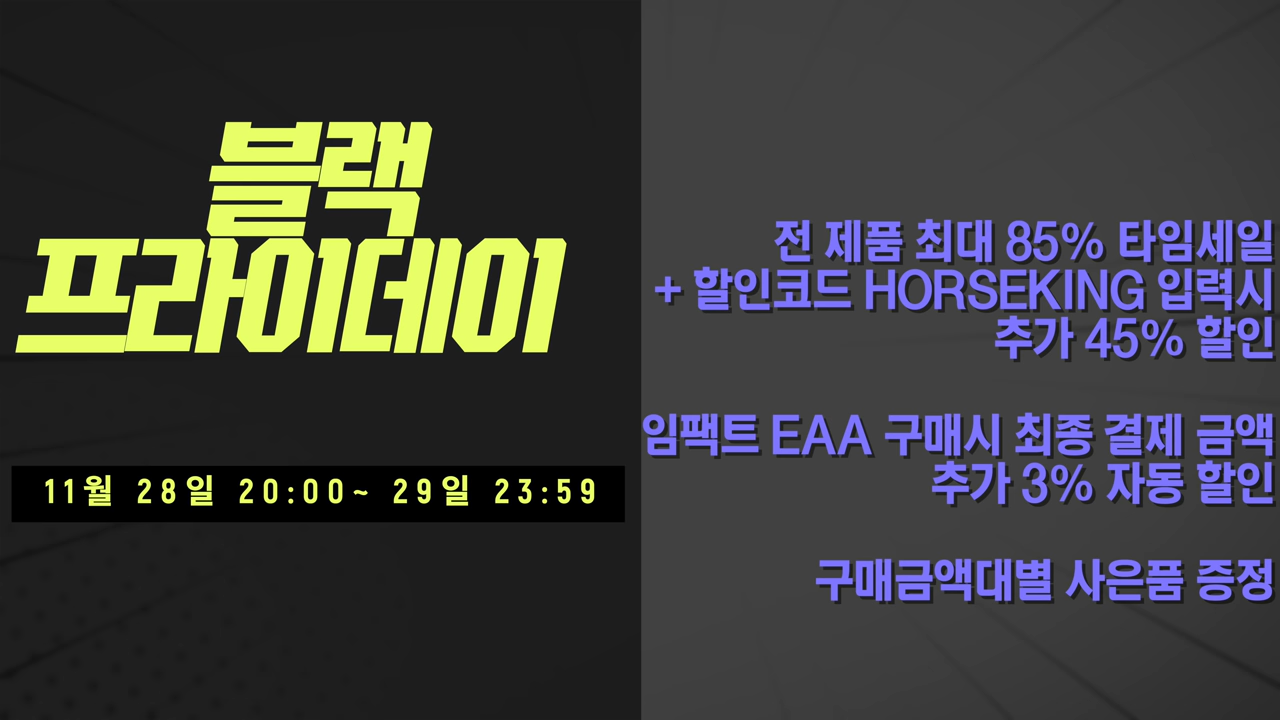 블랙
프라이데이
11월 28일 20:00~ 29일 23:59
전 제품 최대 85% 타임세일
+ 할인코드 HORSEKING 입력시
추가 45% 할인
임팩트 EAA 구매시 최종 결제 금액
추가 3% 자동 할인
구매금액대별 사은품 증정